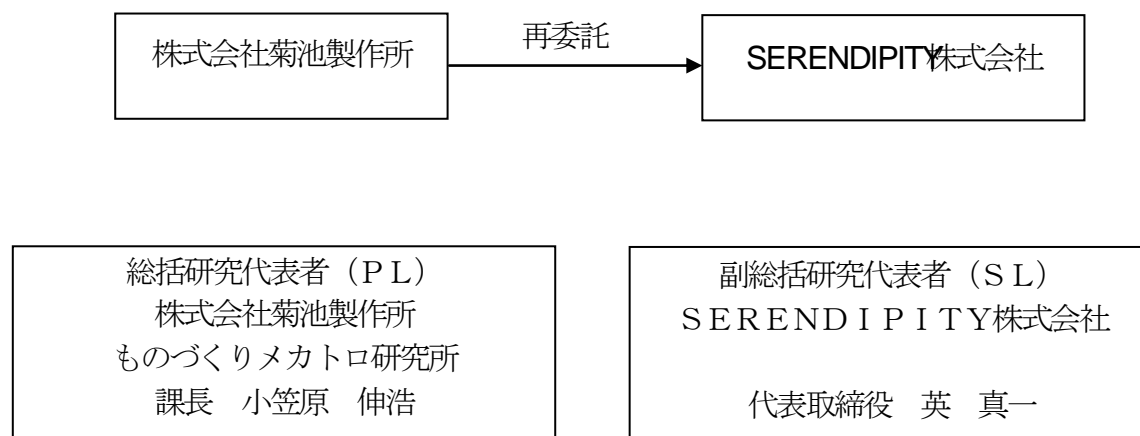 株式会社菊池製作所
再委託
SERENDIPITY株式会社
総括研究代表者（ＰＬ）
株式会社菊池製作所
ものづくりメカトロ研究所
課長　小笠原　伸浩
副総括研究代表者（ＳＬ）
ＳＥＲＥＮＤＩＰＩＴＹ株式会社
代表取締役　英　真一